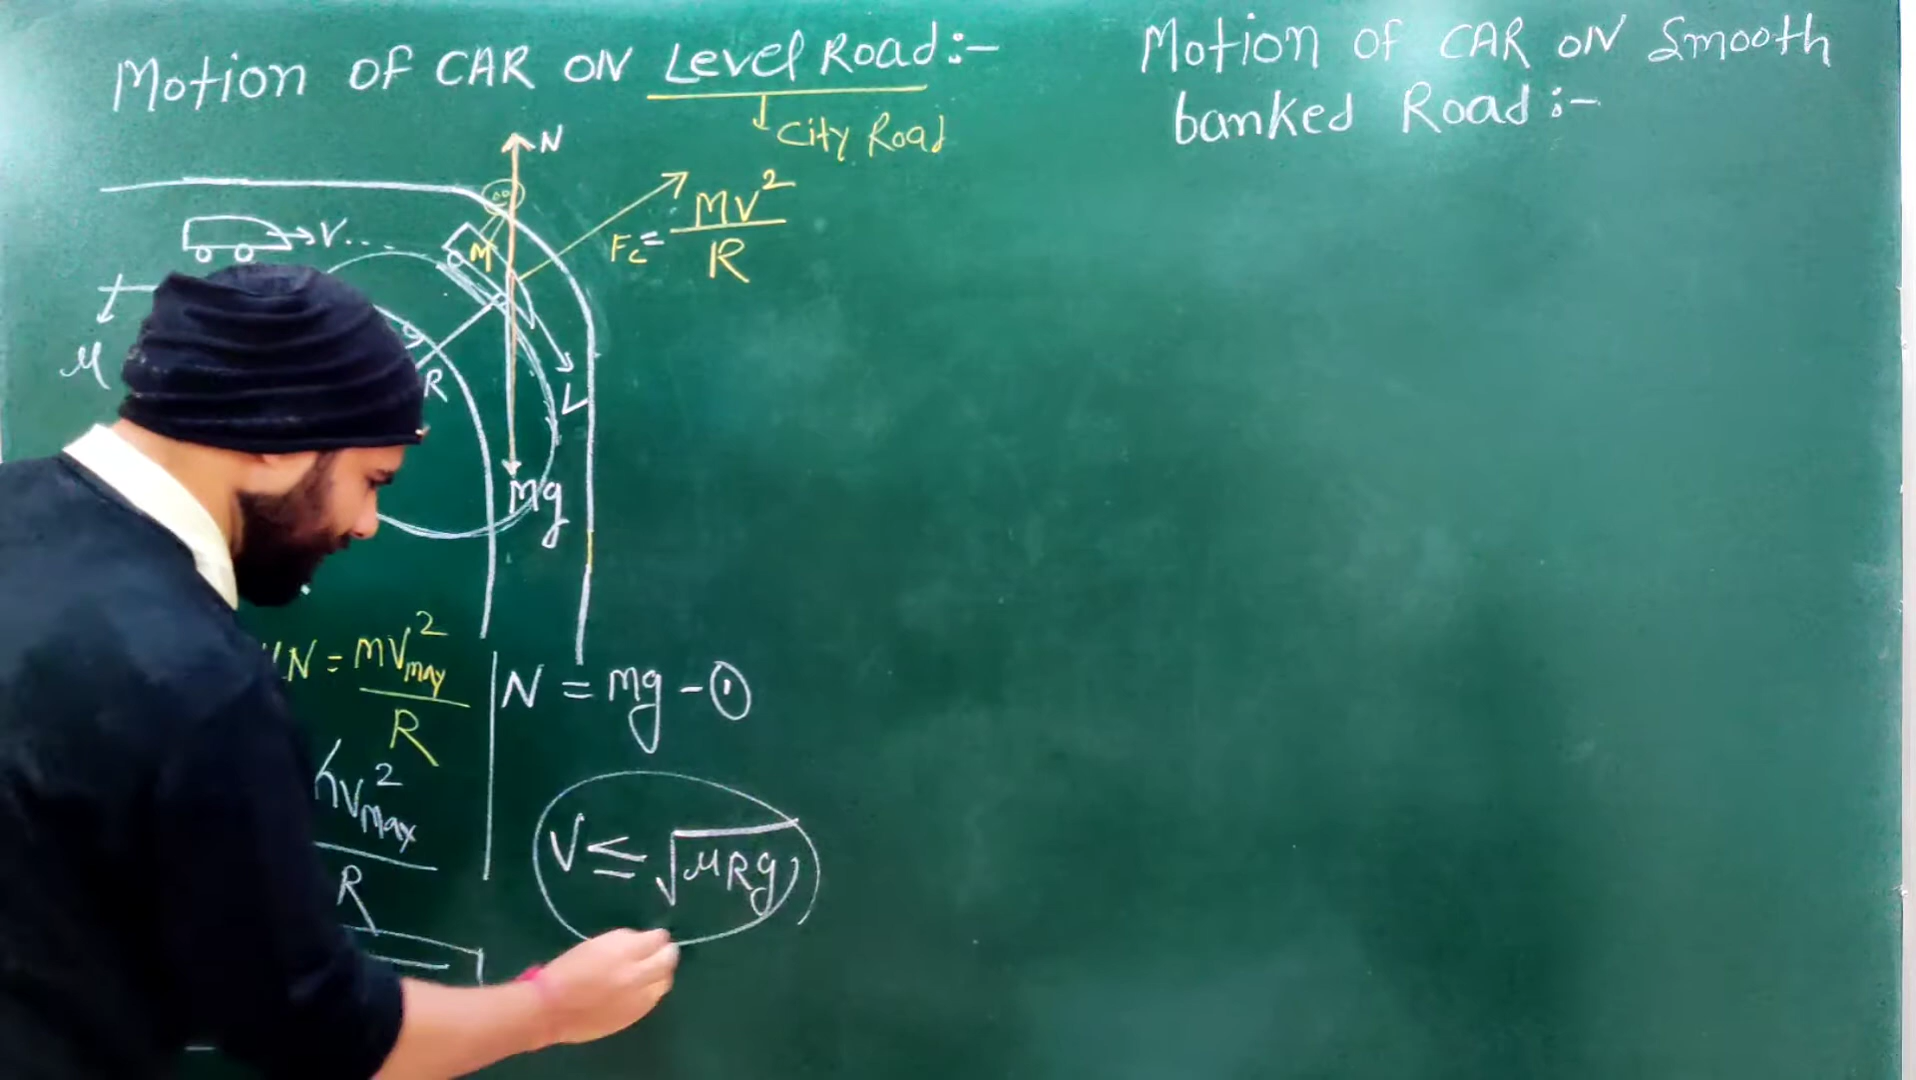 Motion OF CAR ON Level Road:-
City Road
N
Fc = MV²/R
V...
M
μ
R
V
Mg
N = mV²max/R
N = mg - ①
V²max
R
V ≤ √μRg
Motion OF CAR ON Smooth
banked Road:-